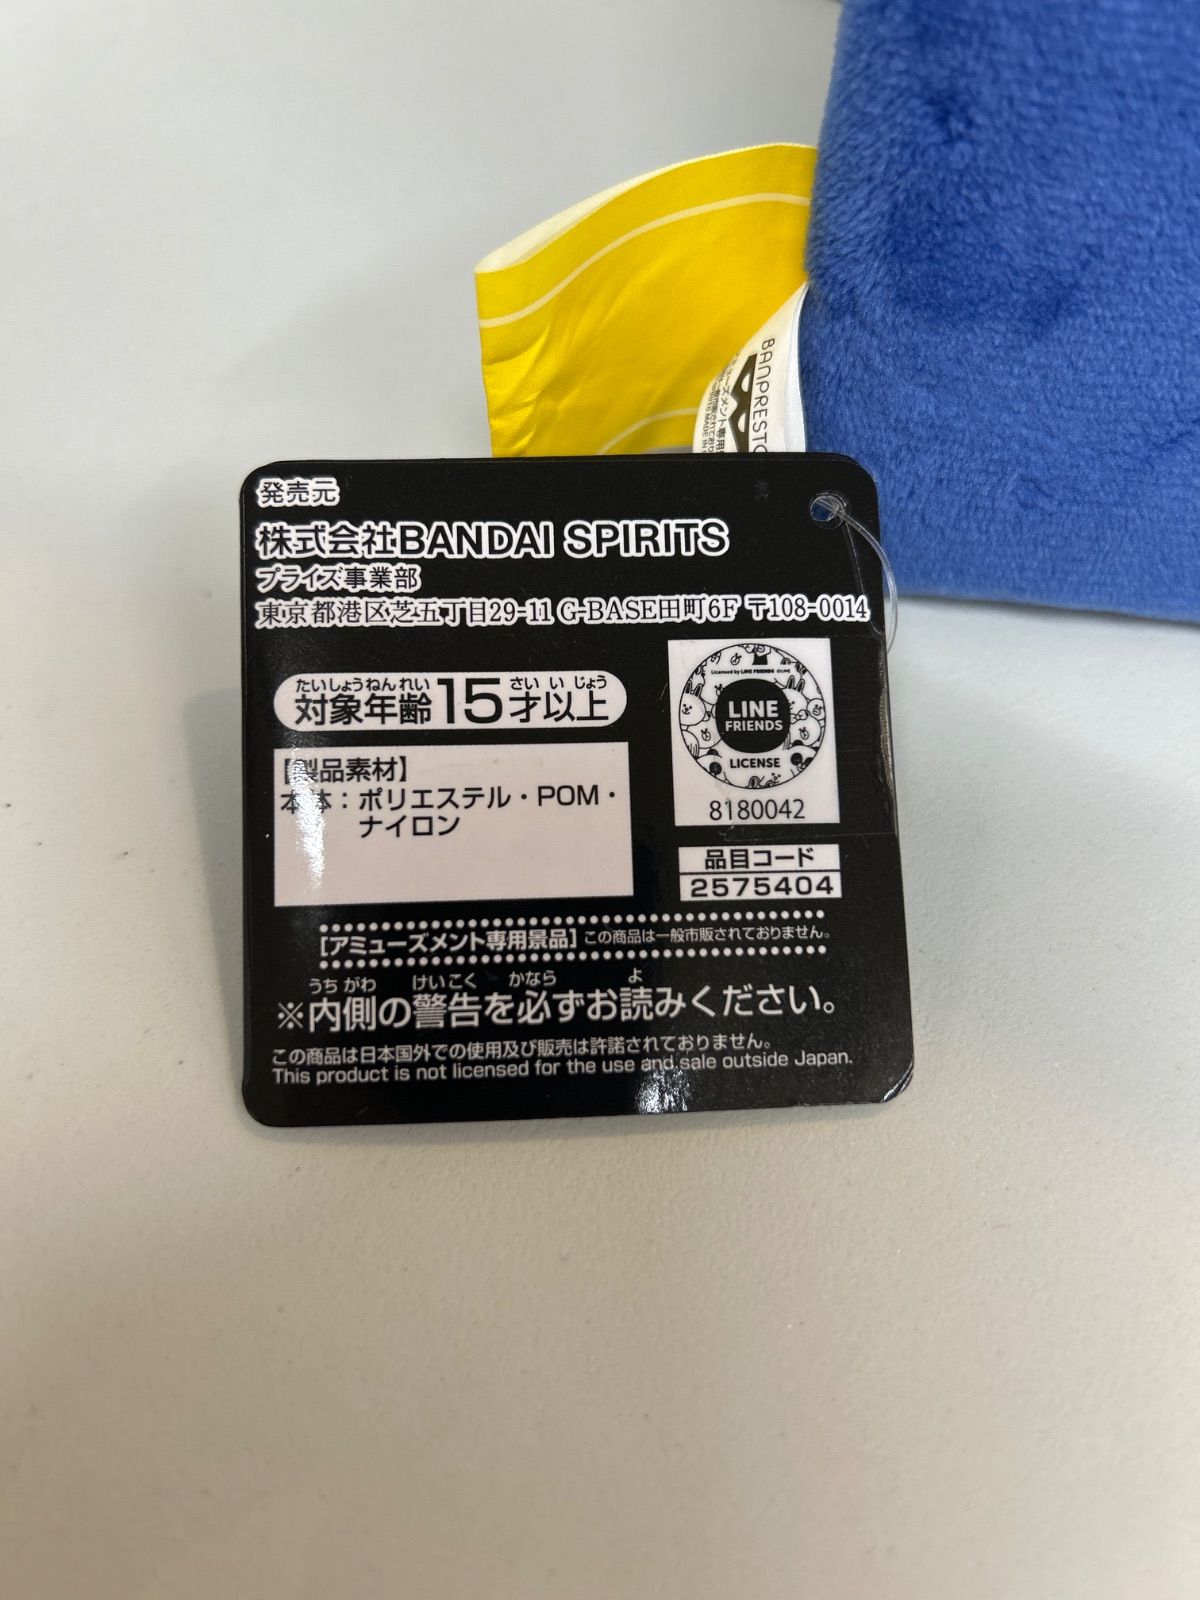 BANPRESTO
発売元
株式会社BANDAI SPIRITS
プライズ事業部
東京都港区芝五丁目29-11 G-BASE田町6F 〒108-0014
たいしょうねんれい さい い じょう
対象年齢15才以上
【製品素材】
本体：ポリエステル・POM・
ナイロン
Licensed by LINE FRIENDS ©LINE
LINE
FRIENDS
LICENSE
8180042
品目コード
2575404
[アミューズメント専用景品] この商品は一般市販されておりません。
うちがわ けいこく かなら よ
※内側の警告を必ずお読みください。
この商品は日本国外での使用及び販売は許諾されておりません。
This product is not licensed for the use and sale outside Japan.